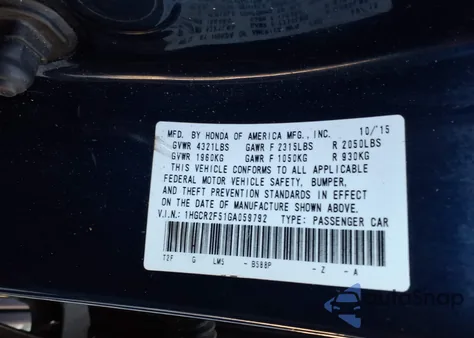 MFD. BY HONDA OF AMERICA MFG., INC. 10/'15
GVWR 4321LBS GAWR F 2315LBS R 2050LBS
GVWR 1960KG GAWR F 1050KG R 930KG
THIS VEHICLE CONFORMS TO ALL APPLICABLE
FEDERAL MOTOR VEHICLE SAFETY, BUMPER,
AND THEFT PREVENTION STANDARDS IN EFFECT
ON THE DATE OF MANUFACTURE SHOWN ABOVE.
V.I.N.: 1HGCR2F51GA059792 TYPE: PASSENGER CAR
T2F G LM5 - B588P - Z - A
AutoSnap